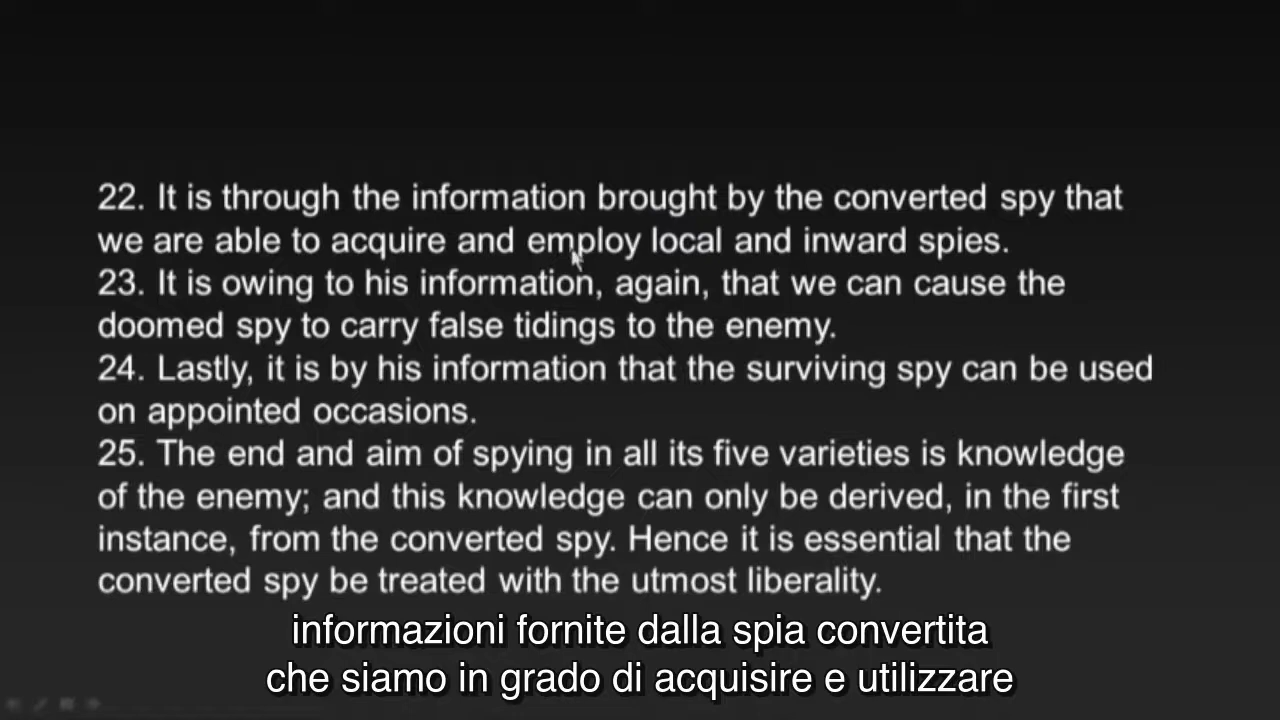 22. It is through the information brought by the converted spy that
we are able to acquire and employ local and inward spies.
23. It is owing to his information, again, that we can cause the
doomed spy to carry false tidings to the enemy.
24. Lastly, it is by his information that the surviving spy can be used
on appointed occasions.
25. The end and aim of spying in all its five varieties is knowledge
of the enemy; and this knowledge can only be derived, in the first
instance, from the converted spy. Hence it is essential that the
converted spy be treated with the utmost liberality.
informazioni fornite dalla spia convertita
che siamo in grado di acquisire e utilizzare